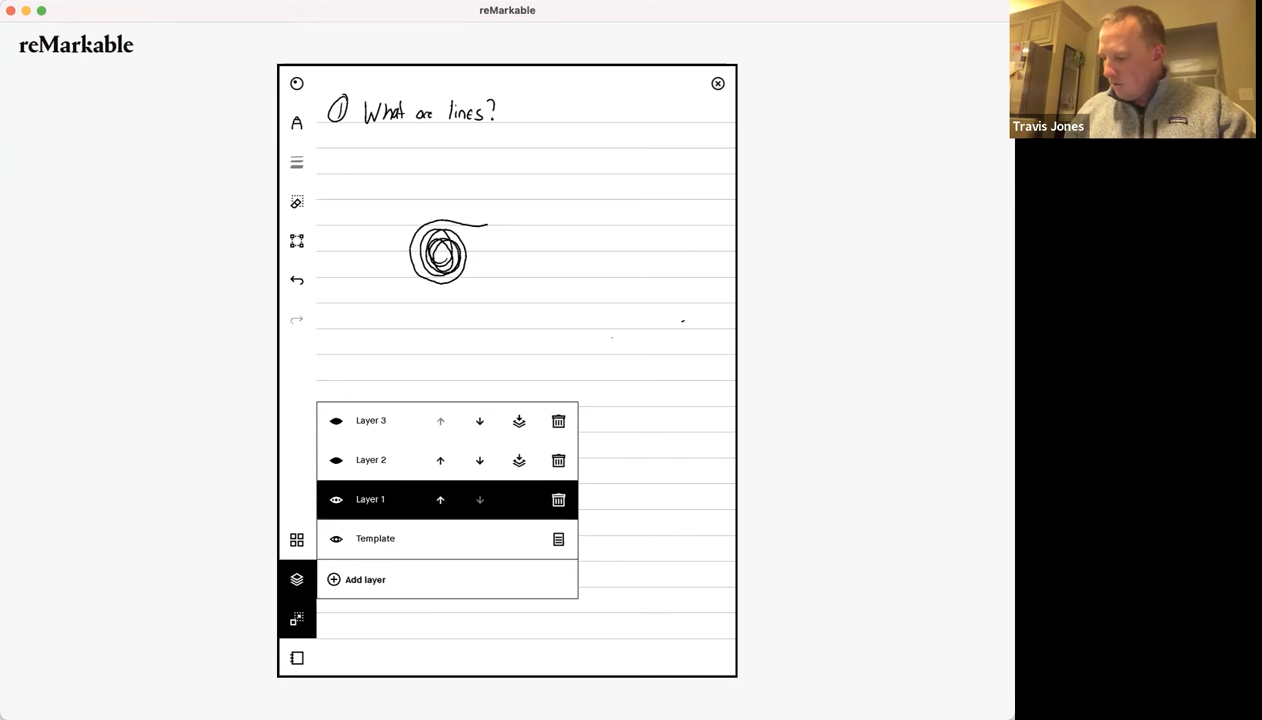 reMarkable
reMarkable
① What are lines?
Layer 3
Layer 2
Layer 1
Template
Add layer
Travis Jones